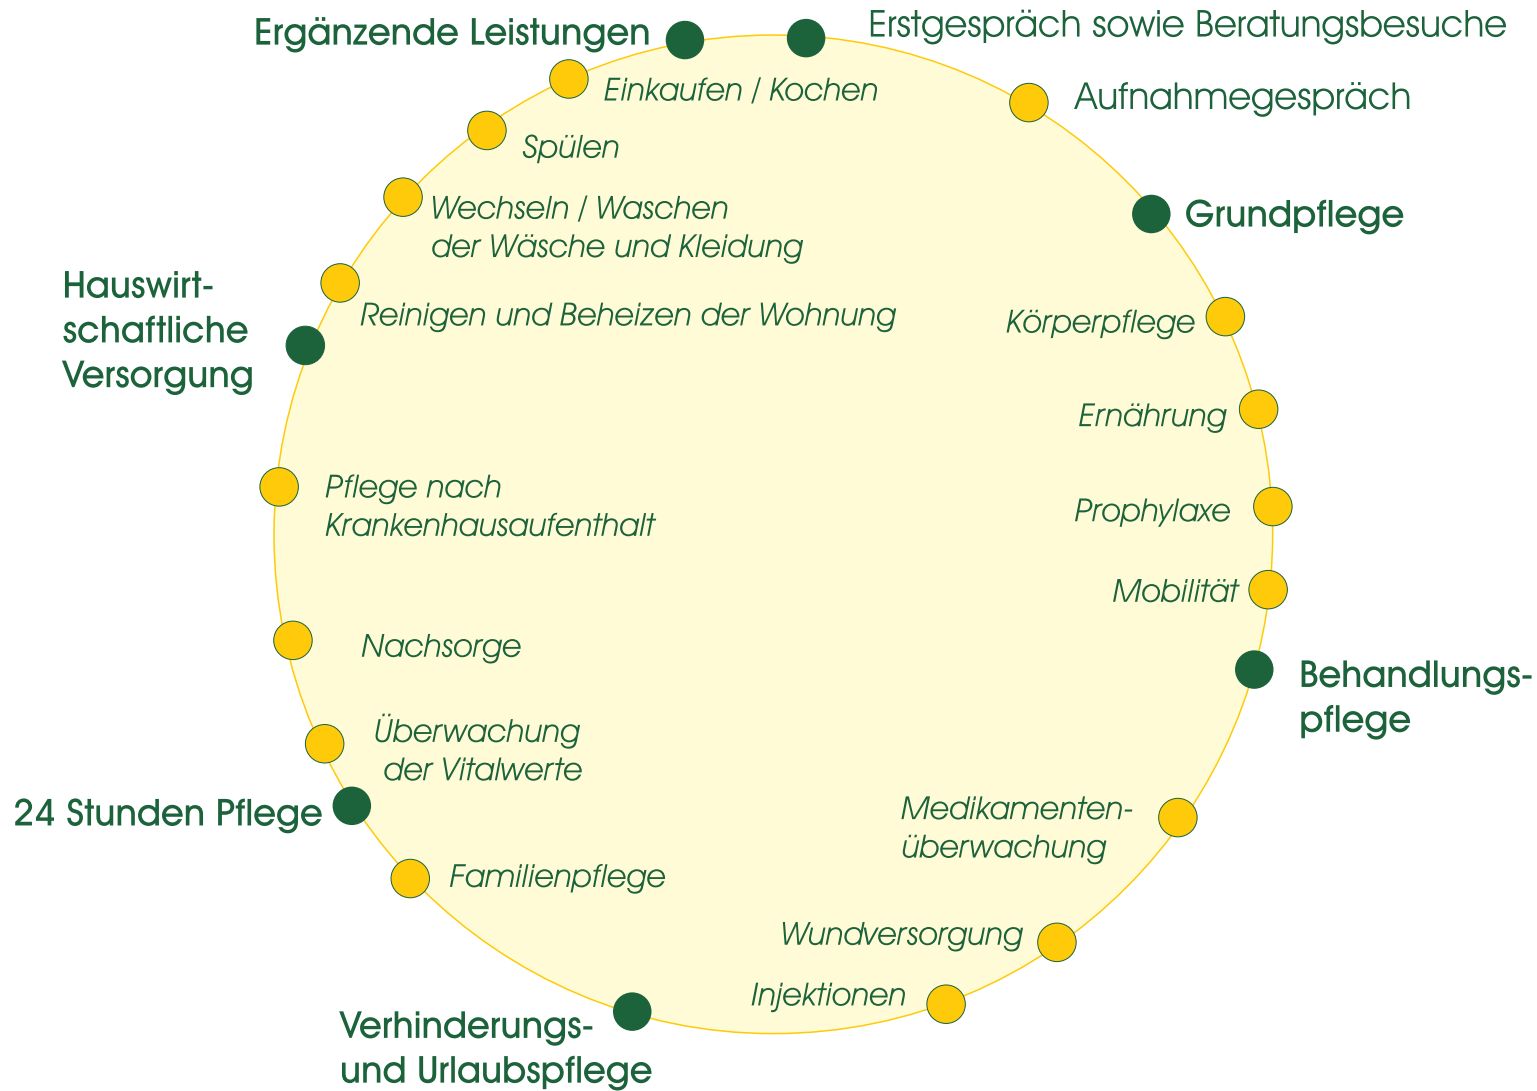 Ergänzende Leistungen
Erstgespräch sowie Beratungsbesuche
Einkaufen / Kochen
Aufnahmegespräch
Spülen
Wechseln / Waschen
der Wäsche und Kleidung
Grundpflege
Hauswirt-
schaftliche
Versorgung
Reinigen und Beheizen der Wohnung
Körperpflege
Ernährung
Pflege nach
Krankenhausaufenthalt
Prophylaxe
Mobilität
Nachsorge
Behandlungs-
pflege
Überwachung
der Vitalwerte
24 Stunden Pflege
Medikamenten-
überwachung
Familienpflege
Wundversorgung
Injektionen
Verhinderungs-
und Urlaubspflege